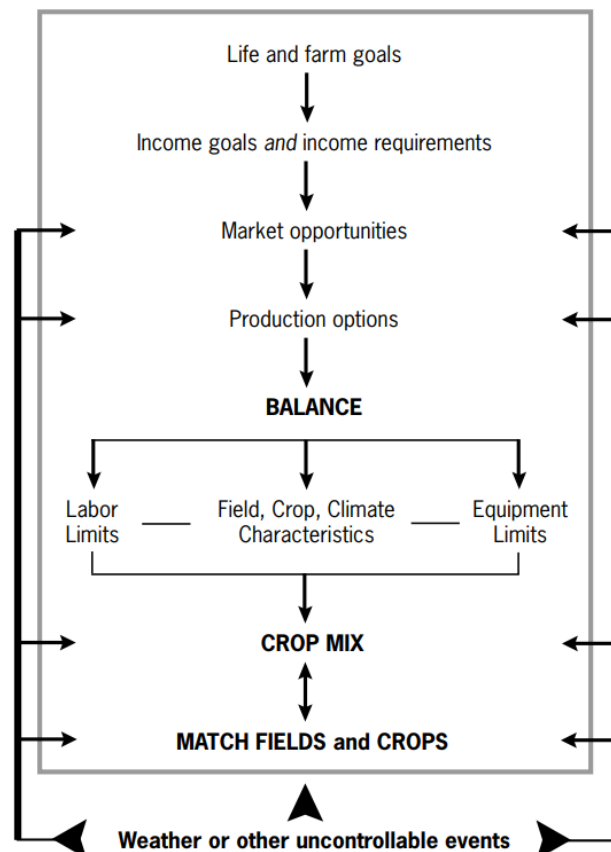 Life and farm goals
Income goals and income requirements
Market opportunities
Production options
BALANCE
Labor
Limits
Field, Crop, Climate
Characteristics
Equipment
Limits
CROP MIX
MATCH FIELDS and CROPS
Weather or other uncontrollable events